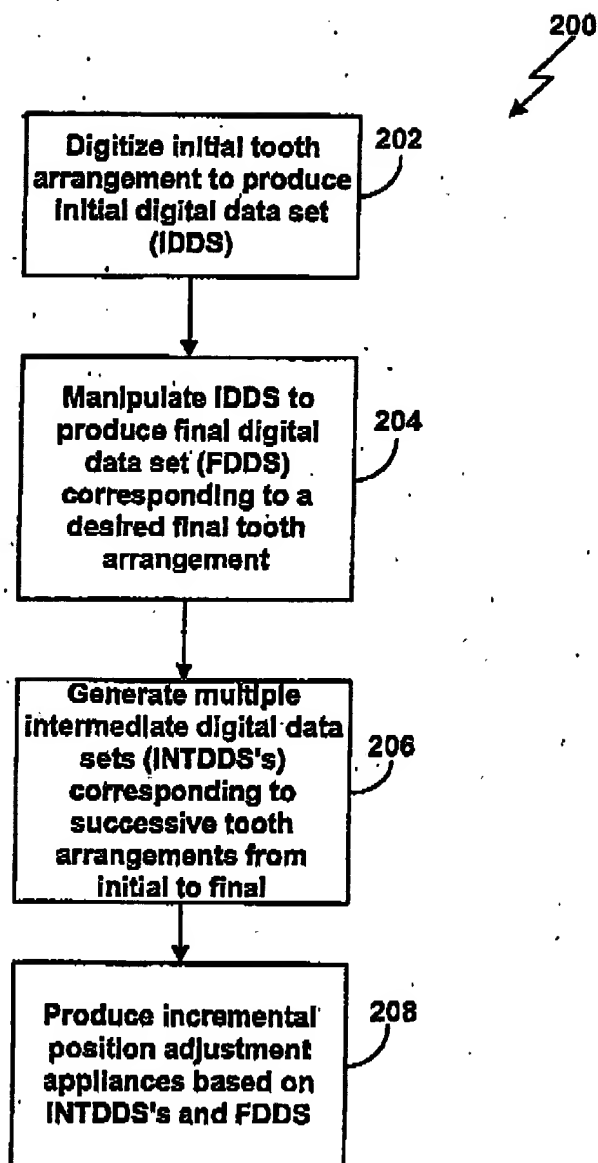 200
Digitize initial tooth
arrangement to produce
initial digital data set
(IDDS)
202
Manipulate IDDS to
produce final digital
data set (FDDS)
corresponding to a
desired final tooth
arrangement
204
Generate multiple
intermediate digital data
sets (INTDDS's)
corresponding to
successive tooth
arrangements from
initial to final
206
Produce incremental
position adjustment
appliances based on
INTDDS's and FDDS
208